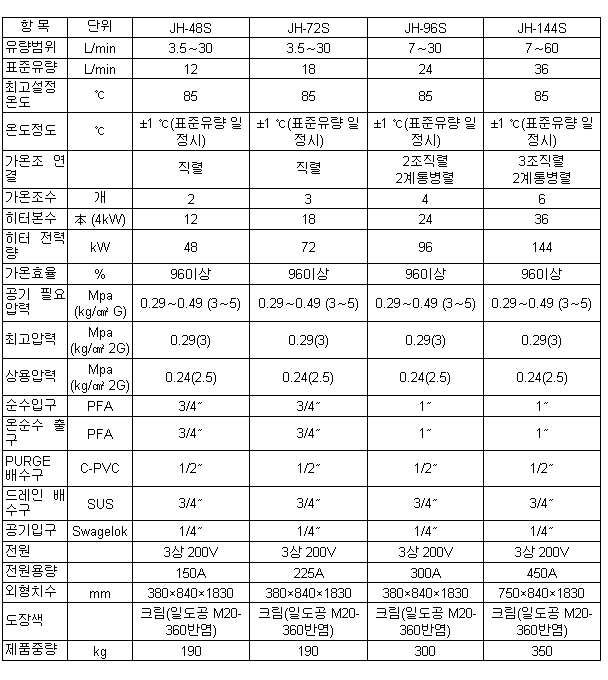 항 목 단위 JH-48S JH-72S JH-96S JH-144S
유량범위 L/min 3.5~30 3.5~30 7~30 7~60
표준유량 L/min 12 18 24 36
최고설정
온도 ℃ 85 85 85 85
온도정도 ℃ ±1 ℃(표준유량 일 ±1 ℃(표준유량 일 ±1 ℃(표준유량 일 ±1 ℃(표준유량 일
정시) 정시) 정시) 정시)
가온조 연
결 직렬 직렬 2조직렬 3조직렬
2계통병렬 2계통병렬
가온조수 개 2 3 4 6
히터본수 本 (4kW) 12 18 24 36
히터 전력
량 kW 48 72 96 144
가온효율 % 960이상 960이상 960이상 960이상
공기 필요 Mpa
압력 (kg/㎠ G) 0.29~0.49 (3~5) 0.29~0.49 (3~5) 0.29~0.49 (3~5) 0.29~0.49 (3~5)
최고압력 Mpa
(kg/㎠ 2G) 0.29(3) 0.29(3) 0.29(3) 0.29(3)
상용압력 Mpa
(kg/㎠ 2G) 0.24(2.5) 0.24(2.5) 0.24(2.5) 0.24(2.5)
순수입구 PFA 3/4″ 3/4″ 1″ 1″
온순수 출
구 PFA 3/4″ 3/4″ 1″ 1″
PURGE
배수구 C-PVC 1/2″ 1/2″ 1/2″ 1/2″
드레인 배
수구 SUS 3/4″ 3/4″ 3/4″ 3/4″
공기입구 Swagelok 1/4″ 1/4″ 1/4″ 1/4″
전원 3상 200V 3상 200V 3상 200V 3상 200V
전원용량 150A 225A 300A 450A
외형치수 mm 380×840×1830 380×840×1830 380×840×1830 750×840×1830
도장색 크림(일도공 M20- 크림(일도공 M20- 크림(일도공 M20- 크림(일도공 M20-
360반염) 360반염) 360반염) 360반염)
제품중량 kg 190 190 300 350